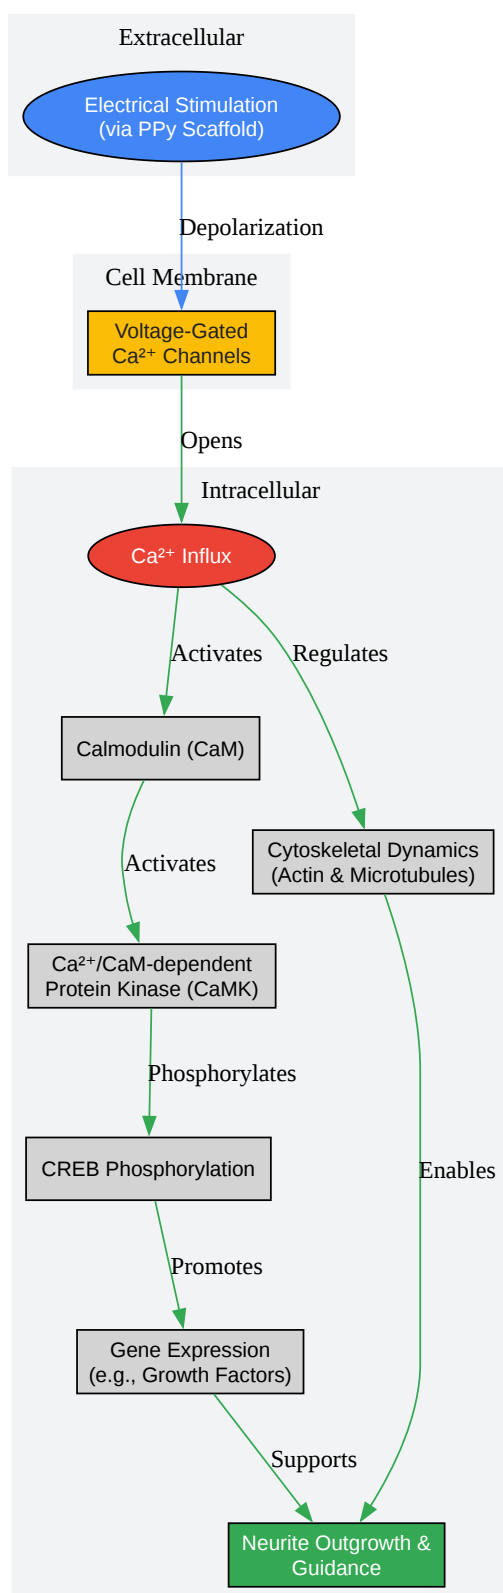 Extracellular
Electrical Stimulation
(via PPy Scaffold)
Depolarization
Cell Membrane
Voltage-Gated
Ca²⁺ Channels
Opens
Intracellular
Ca²⁺ Influx
Activates
Regulates
Calmodulin (CaM)
Cytoskeletal Dynamics
(Actin & Microtubules)
Activates
Ca²⁺/CaM-dependent
Protein Kinase (CaMK)
Phosphorylates
CREB Phosphorylation
Enables
Promotes
Gene Expression
(e.g., Growth Factors)
Supports
Neurite Outgrowth &
Guidance